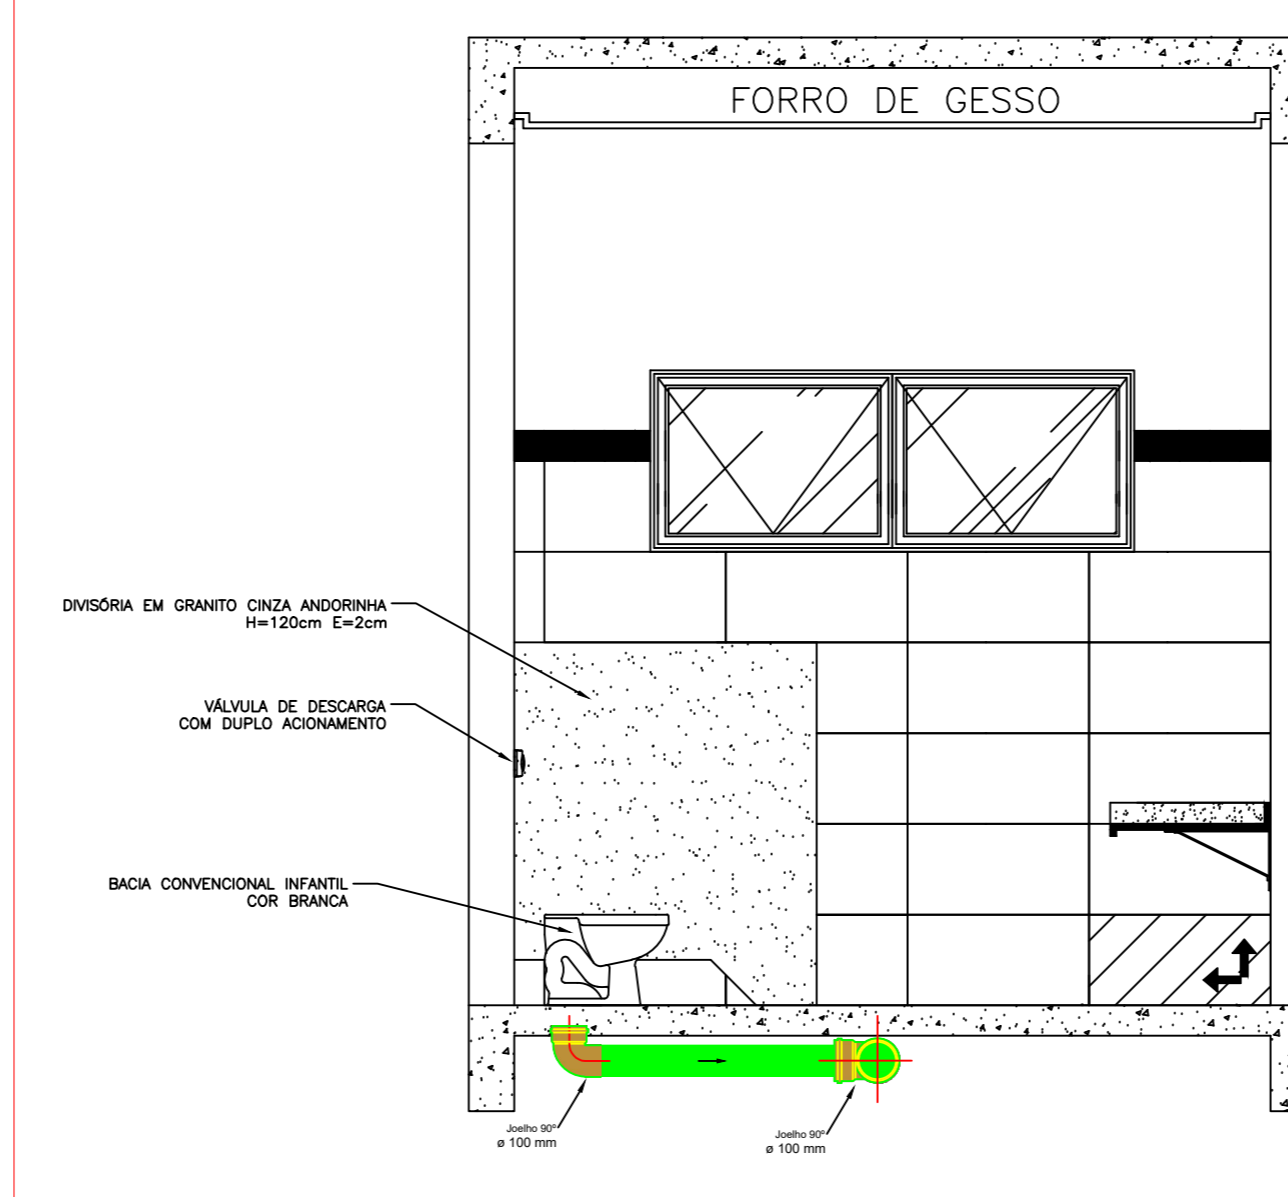 FORRO DE GESSO
DIVISÓRIA EM GRANITO CINZA ANDORINHA
H=120cm E=2cm
VÁLVULA DE DESCARGA
COM DUPLO ACIONAMENTO
BACIA CONVENCIONAL INFANTIL
COR BRANCA
Joelho 90°
ø 100 mm
Joelho 90°
ø 100 mm